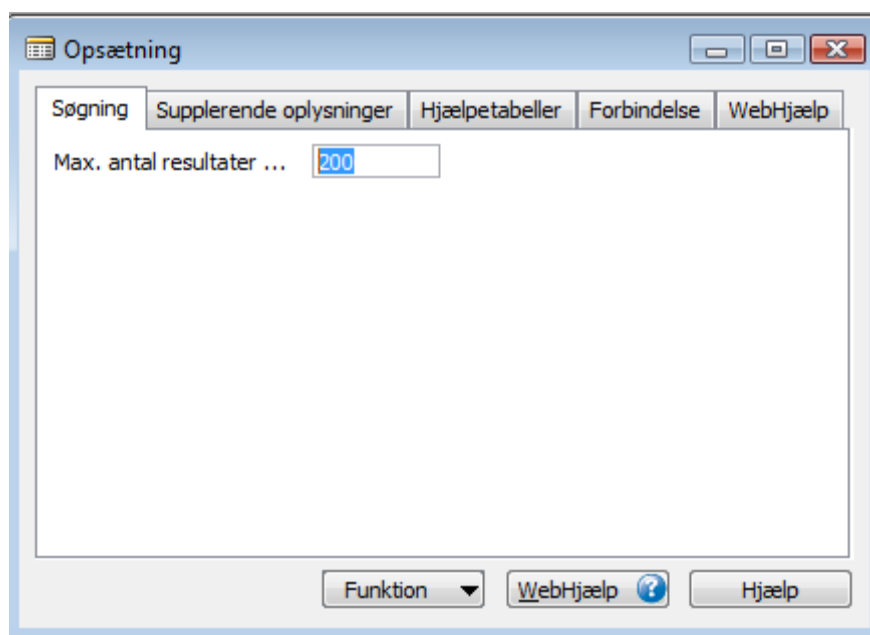 Opsætning
Søgning Supplerende oplysninger Hjælpetabeller Forbindelse WebHjælp
Max. antal resultater ... 200
Funktion WebHjælp Hjælp